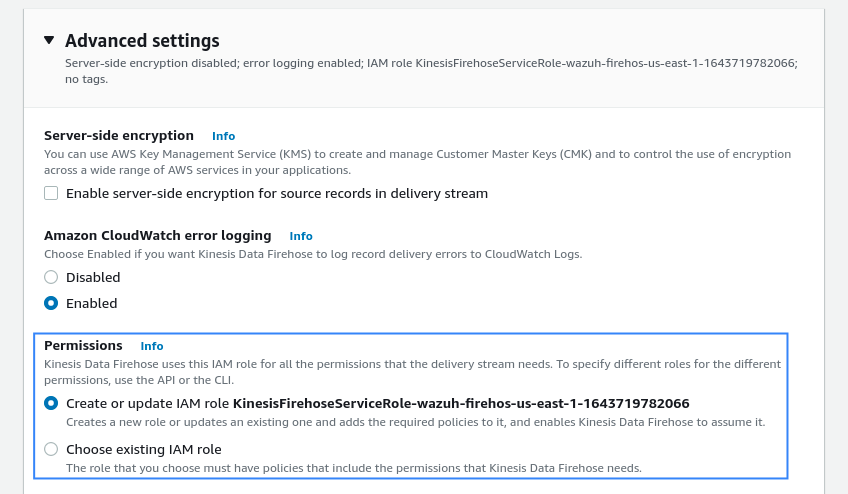 Advanced settings
Server-side encryption disabled; error logging enabled; IAM role KinesisFirehoseServiceRole-wazuh-firehos-us-east-1-1643719782066;
no tags.
Server-side encryption Info
You can use AWS Key Management Service (KMS) to create and manage Customer Master Keys (CMK) and to control the use of encryption
across a wide range of AWS services in your applications.
Enable server-side encryption for source records in delivery stream
Amazon CloudWatch error logging Info
Choose Enabled if you want Kinesis Data Firehose to log record delivery errors to CloudWatch Logs.
Disabled
Enabled
Permissions Info
Kinesis Data Firehose uses this IAM role for all the permissions that the delivery stream needs. To specify different roles for the different
permissions, use the API or the CLI.
Create or update IAM role KinesisFirehoseServiceRole-wazuh-firehos-us-east-1-1643719782066
Creates a new role or updates an existing one and adds the required policies to it, and enables Kinesis Data Firehose to assume it.
Choose existing IAM role
The role that you choose must have policies that include the permissions that Kinesis Data Firehose needs.